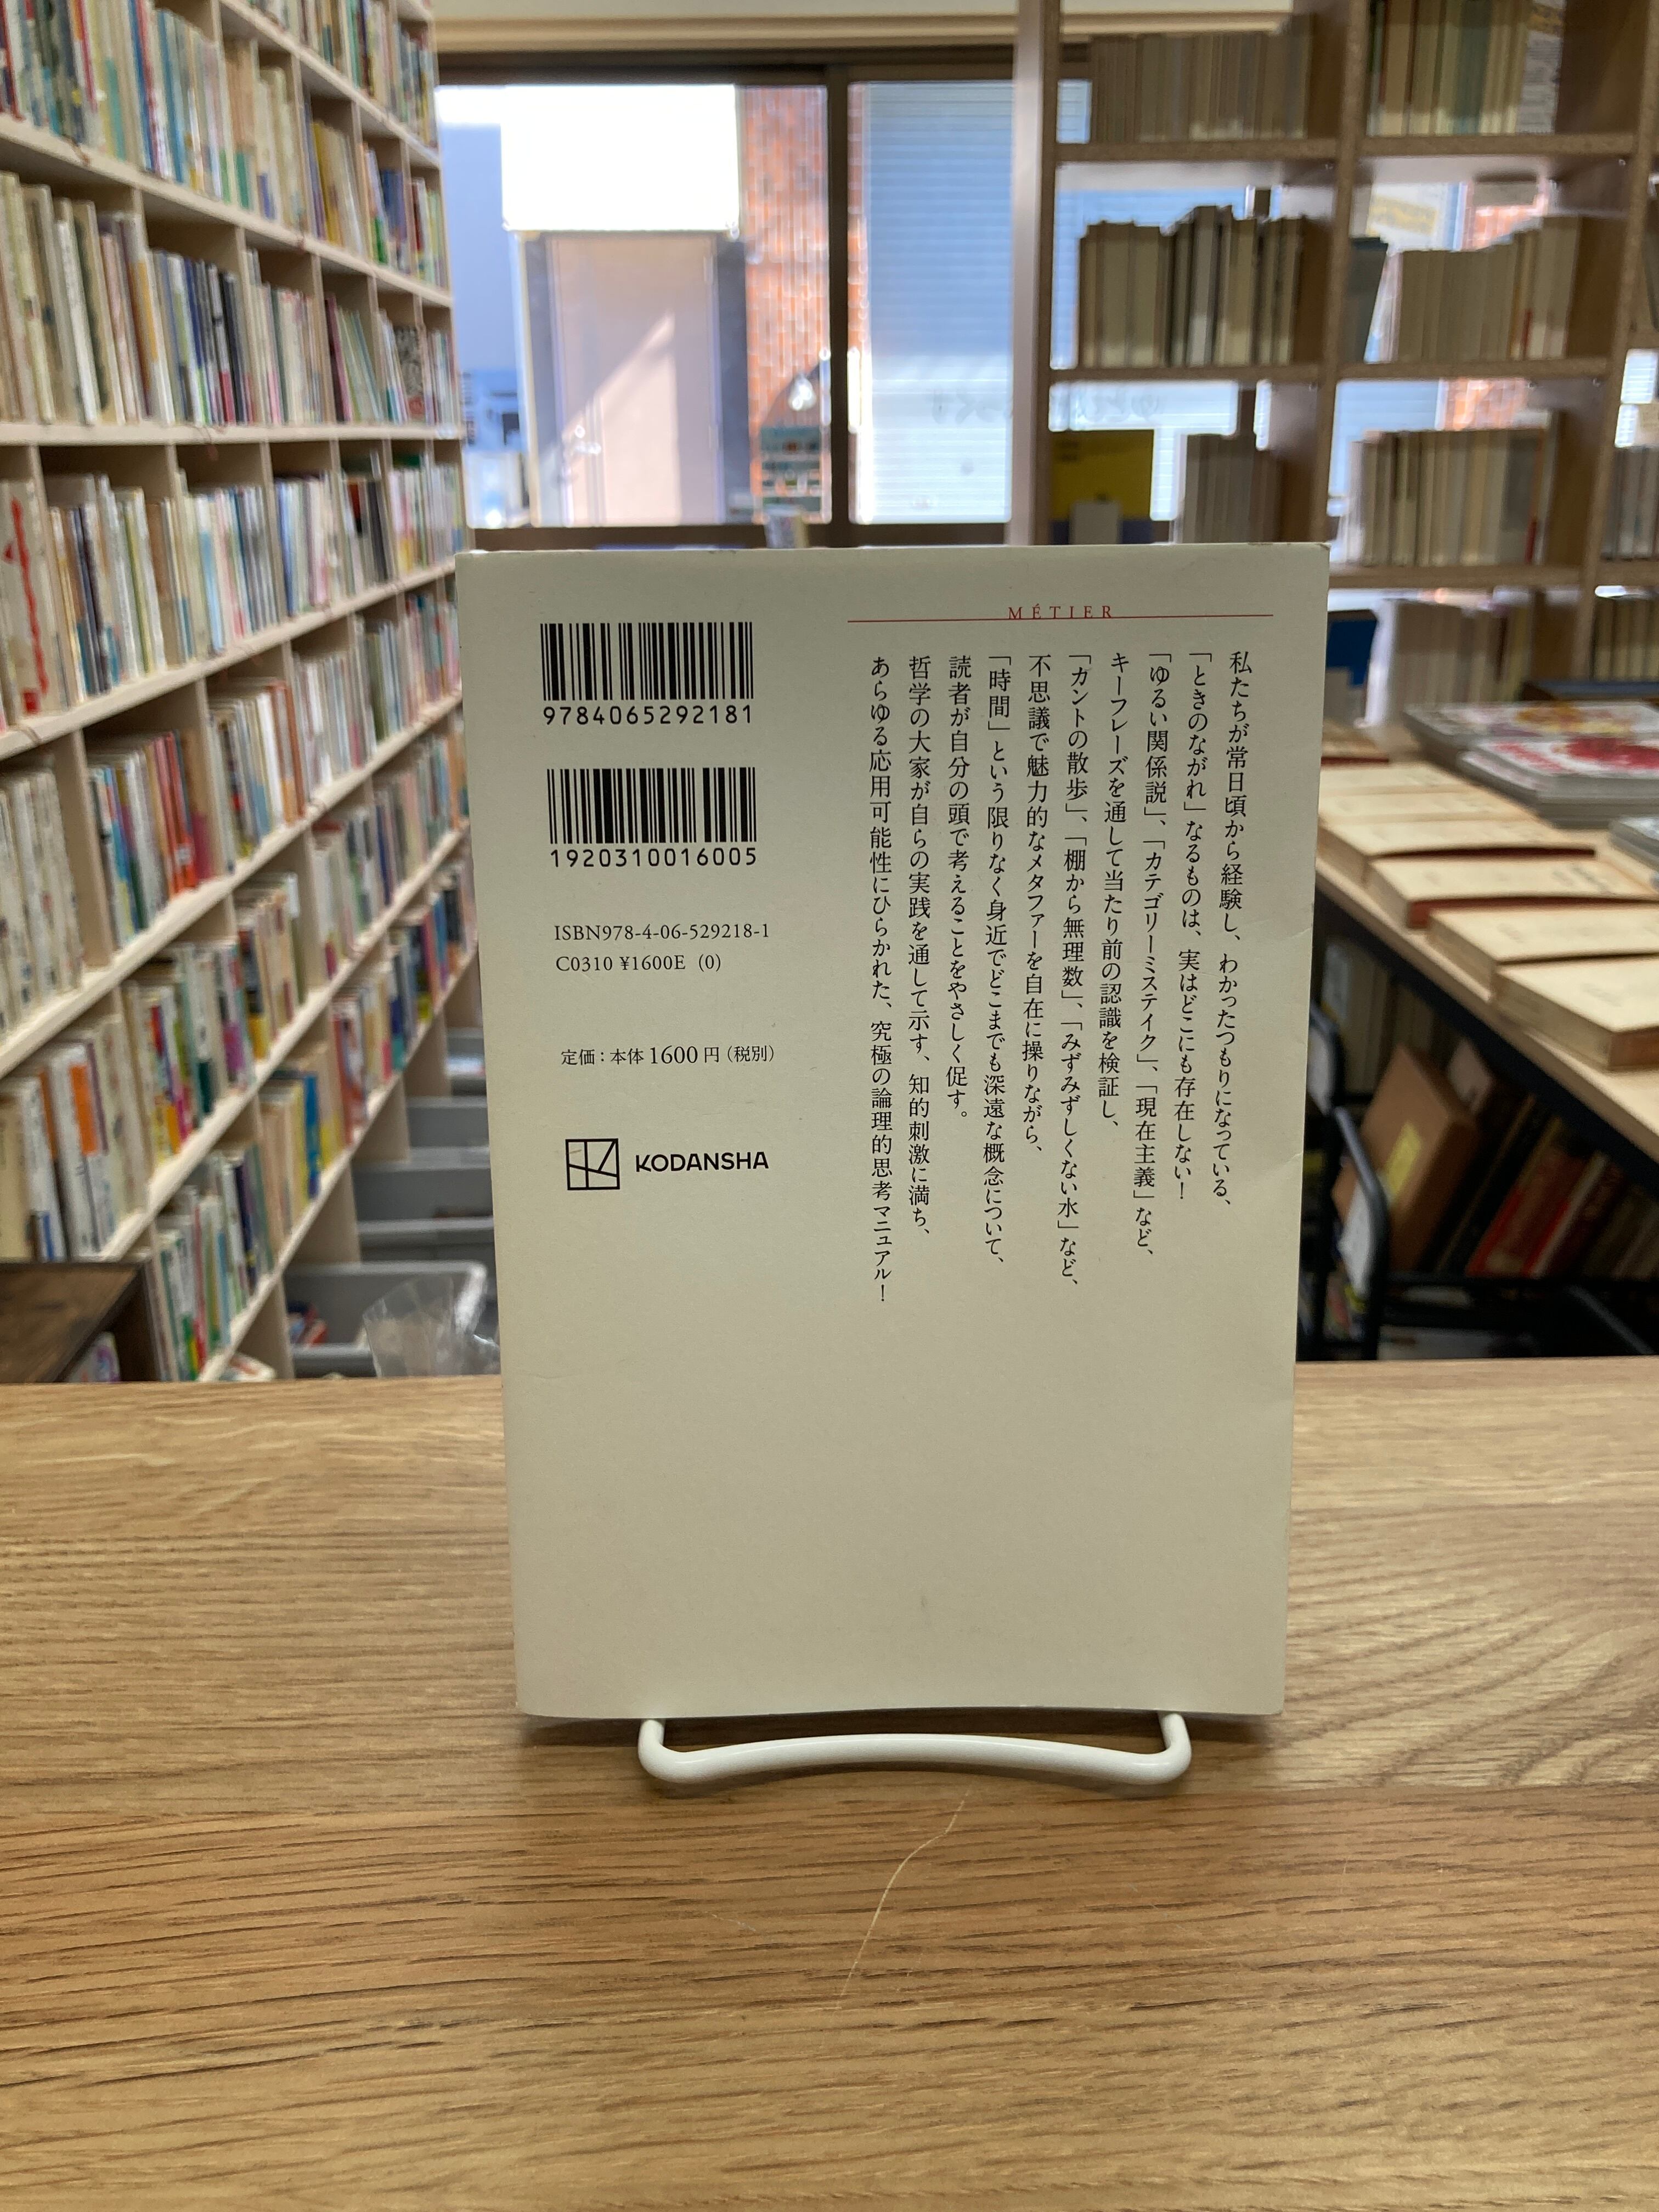 MÉTIER
私たちが常日頃から経験し、わかったつもりになっている、
「ときのながれ」なるものは、実はどこにも存在しない！
「ゆるい関係説」、「カテゴリーミステイク」、「現在主義」など、
キーフレーズを通して当たり前の認識を検証し、
「ガントの散歩」、「棚から無理数」、「みずみずしくない水」など、
不思議で魅力的なメタファーを自在に操りながら、
「時間」という限りなく身近でどこまでも深遠な概念について、
読者が自分の頭で考えることをやさしく促す。
哲学の大家が自らの実践を通して示す、知的刺激に満ち、
あらゆる応用可能性にひらかれた、究極の論理的思考マニュアル！
9784065292181
1920310016005
ISBN978-4-06-529218-1
C0310 ¥1600E (0)
定価：本体1600円（税別）
KODANSHA